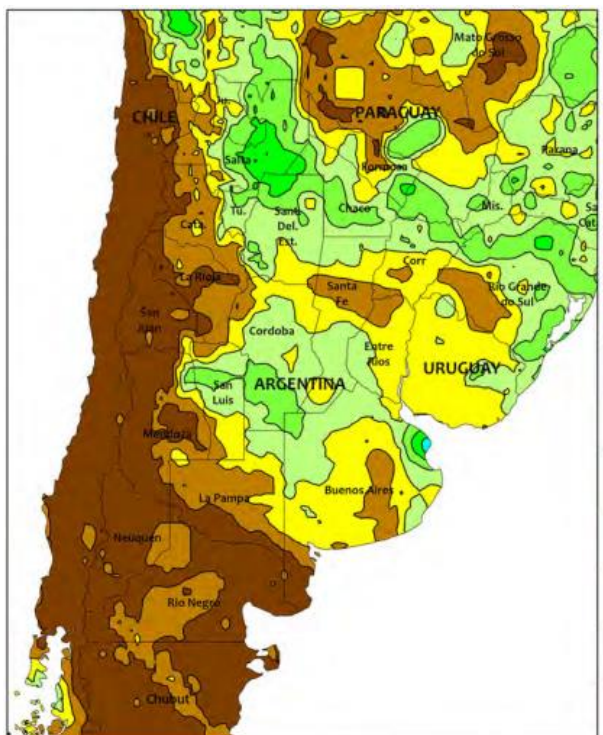 Mato Grosso
do Sul
Ju.
CHILE
PARAGUAY
Parana
Salta
Formosa
Tu.
Sant.
Del.
Est.
Chaco
Mis.
Cata.
Corr
La Rioja
Santa
Fe
Rio Grande
do Sul
San
Juan
Cordoba
Entre
Rios
URUGUAY
ARGENTINA
San
Luis
Mendoza
Buenos Aires
La Pampa
Neuquen
Rio Negro
Chubut